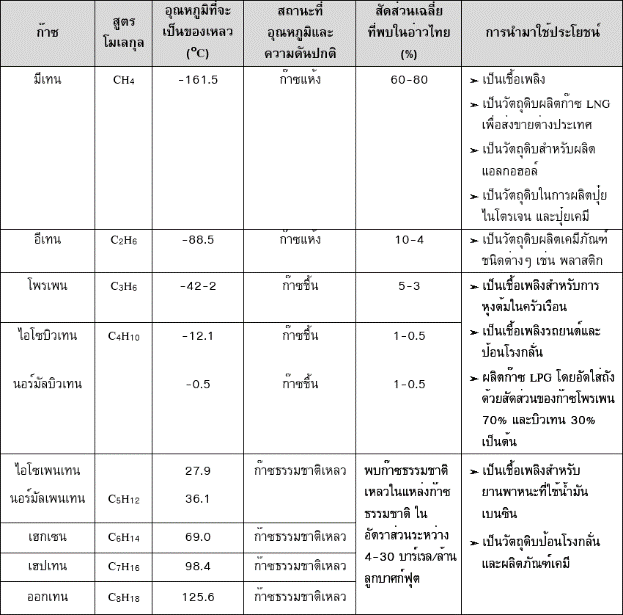 ก๊าซ
สูตร
โมเลกุล
อุณหภูมิที่จะ
เป็นของเหลว
(°C)
สถานะที่
อุณหภูมิและ
ความดันปกติ
สัดส่วนเฉลี่ย
ที่พบในอ่าวไทย
(%)
การนำมาใช้ประโยชน์
มีเทน
CH4
-161.5
ก๊าซแห้ง
60-80
➢ เป็นเชื้อเพลิง
➢ เป็นวัตถุดิบผลิตก๊าซ LNG
เพื่อส่งขายต่างประเทศ
➢ เป็นวัตถุดิบสำหรับผลิต
แอลกอฮอล์
➢ เป็นวัตถุดิบในการผลิตปุ๋ย
ไนโตรเจน และปุ๋ยเคมี
อีเทน
C2H6
-88.5
ก๊าซแห้ง
10-4
➢ เป็นวัตถุดิบผลิตเคมีภัณฑ์
ชนิดต่างๆ เช่น พลาสติก
โพรเพน
C3H6
-42-2
ก๊าซชื้น
5-3
➢ เป็นเชื้อเพลิงสำหรับการ
หุงต้มในครัวเรือน
ไอโซบิวเทน
C4H10
-12.1
ก๊าซชื้น
1-0.5
➢ เป็นเชื้อเพลิงรถยนต์และ
ป้อนโรงกลั่น
นอร์มัลบิวเทน
-0.5
ก๊าซชื้น
1-0.5
➢ ผลิตก๊าซ LPG โดยอัดใส่ถัง
ด้วยสัดส่วนของก๊าซโพรเพน
70% และบิวเทน 30%
เป็นต้น
ไอโซเพนเทน
27.9
ก๊าซธรรมชาติเหลว
นอร์มัลเพนเทน
C5H12
36.1
พบก๊าซธรรมชาติ
เหลวในแหล่งก๊าซ
ธรรมชาติ ใน
อัตราส่วนระหว่าง
4-30 บาร์เรล/ล้าน
ลูกบาศก์ฟุต
➢ เป็นเชื้อเพลิงสำหรับ
ยานพาหนะที่ใช้น้ำมัน
เบนซิน
➢ เป็นวัตถุดิบป้อนโรงกลั่น
และผลิตภัณฑ์เคมี
เฮกเซน
C6H14
69.0
ก๊าซธรรมชาติเหลว
เฮปเทน
C7H16
98.4
ก๊าซธรรมชาติเหลว
ออกเทน
C8H18
125.6
ก๊าซธรรมชาติเหลว